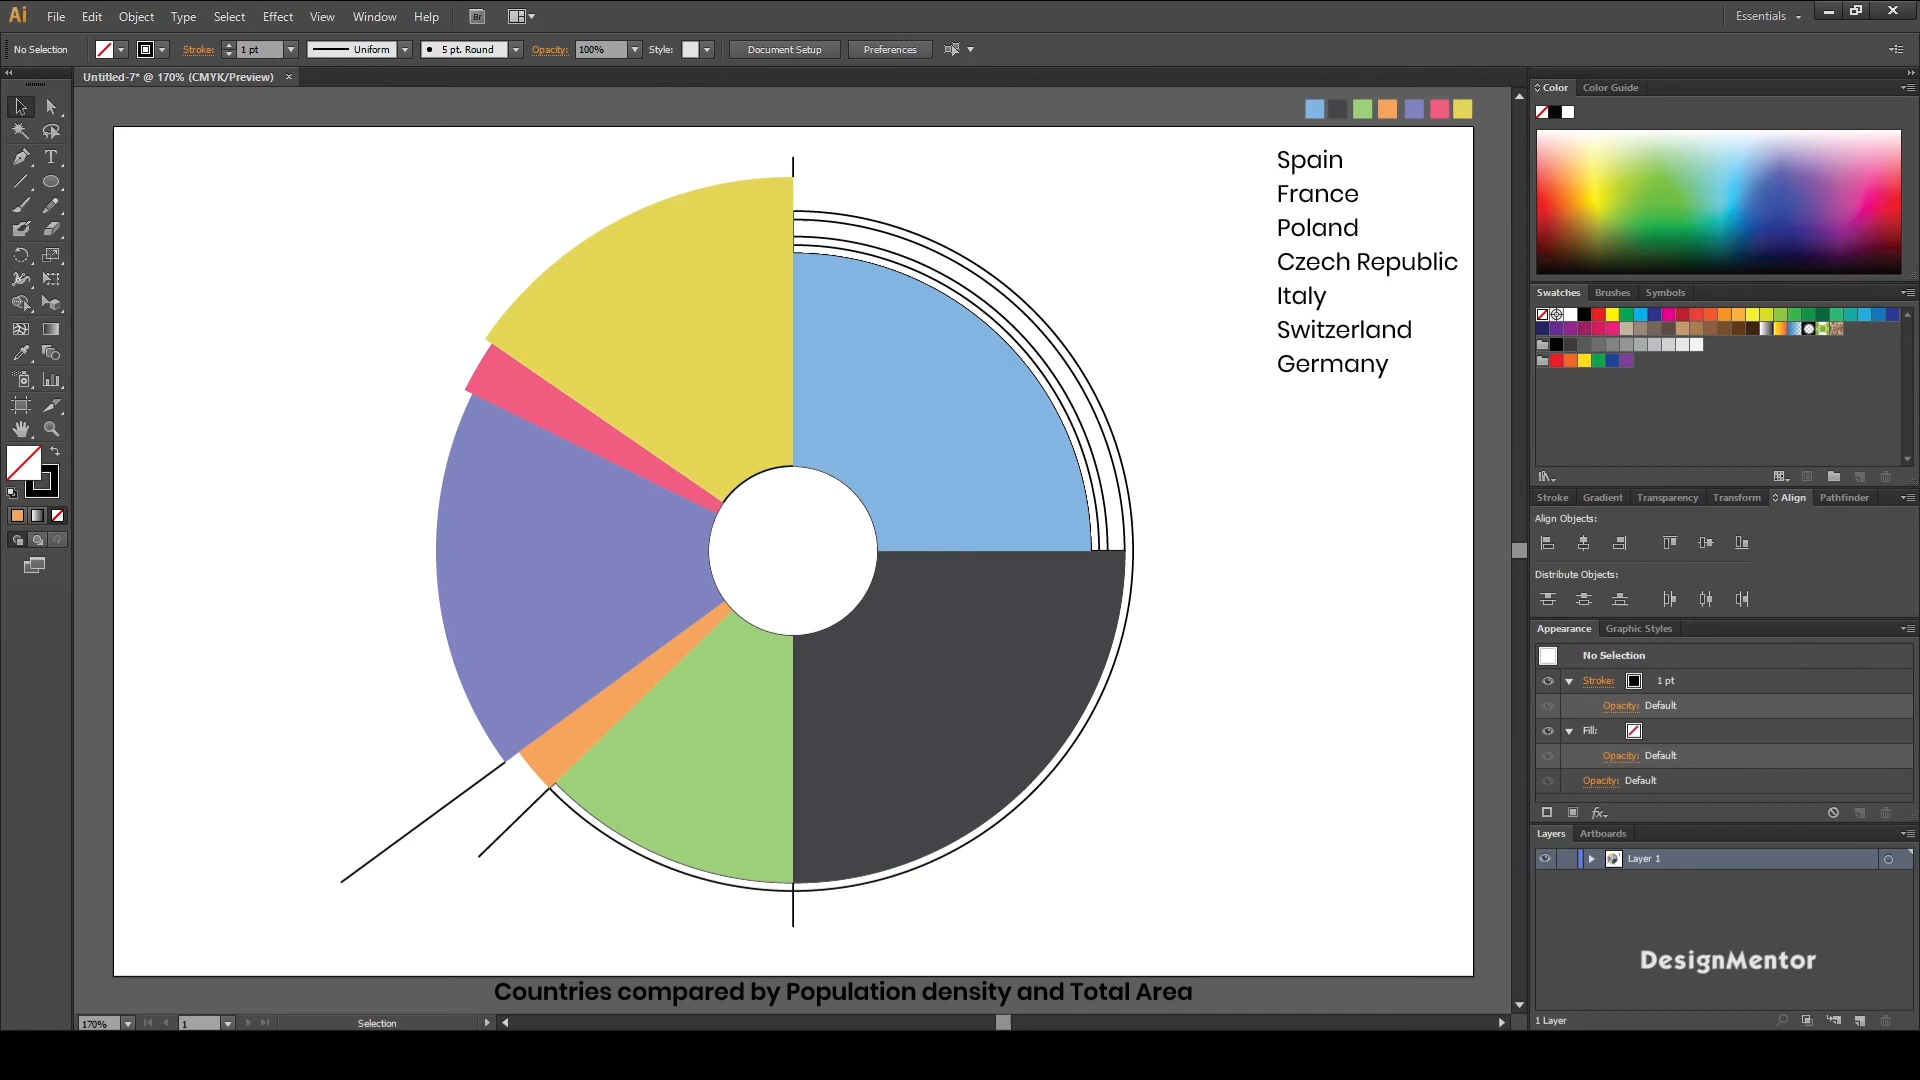 Ai File Edit Object Type Select Effect View Window Help Br Essentials
No Selection Stroke: 1 pt Uniform 5 pt. Round Opacity: 100% Style: Document Setup Preferences
Untitled-7* @ 170% (CMYK/Preview) ×
Spain
France
Poland
Czech Republic
Italy
Switzerland
Germany
Countries compared by Population density and Total Area
170% 1 Selection
Color Color Guide
Swatches Brushes Symbols
Stroke Gradient Transparency Transform Align Pathfinder
Align Objects:
Distribute Objects:
Appearance Graphic Styles
No Selection
Stroke: 1 pt
Opacity: Default
Fill:
Opacity: Default
Opacity: Default
fx
Layers Artboards
Layer 1
DesignMentor
1 Layer